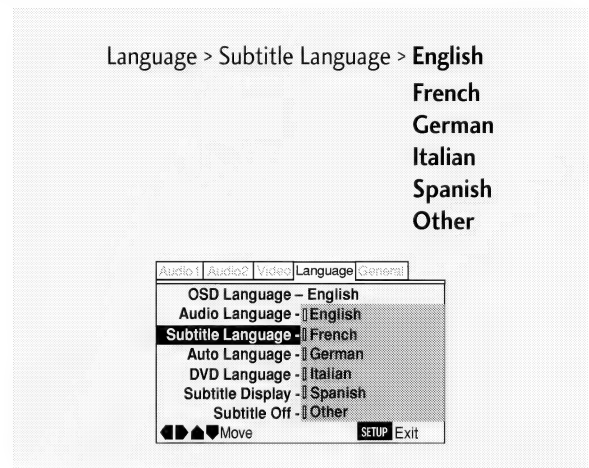 Language > Subtitle Language > English
French
German
Italian
Spanish
Other
Audio1 Audio2 Video Language General
OSD Language – English
Audio Language - English
Subtitle Language - French
Auto Language - German
DVD Language - Italian
Subtitle Display - Spanish
Subtitle Off - Other
Move SETUP Exit